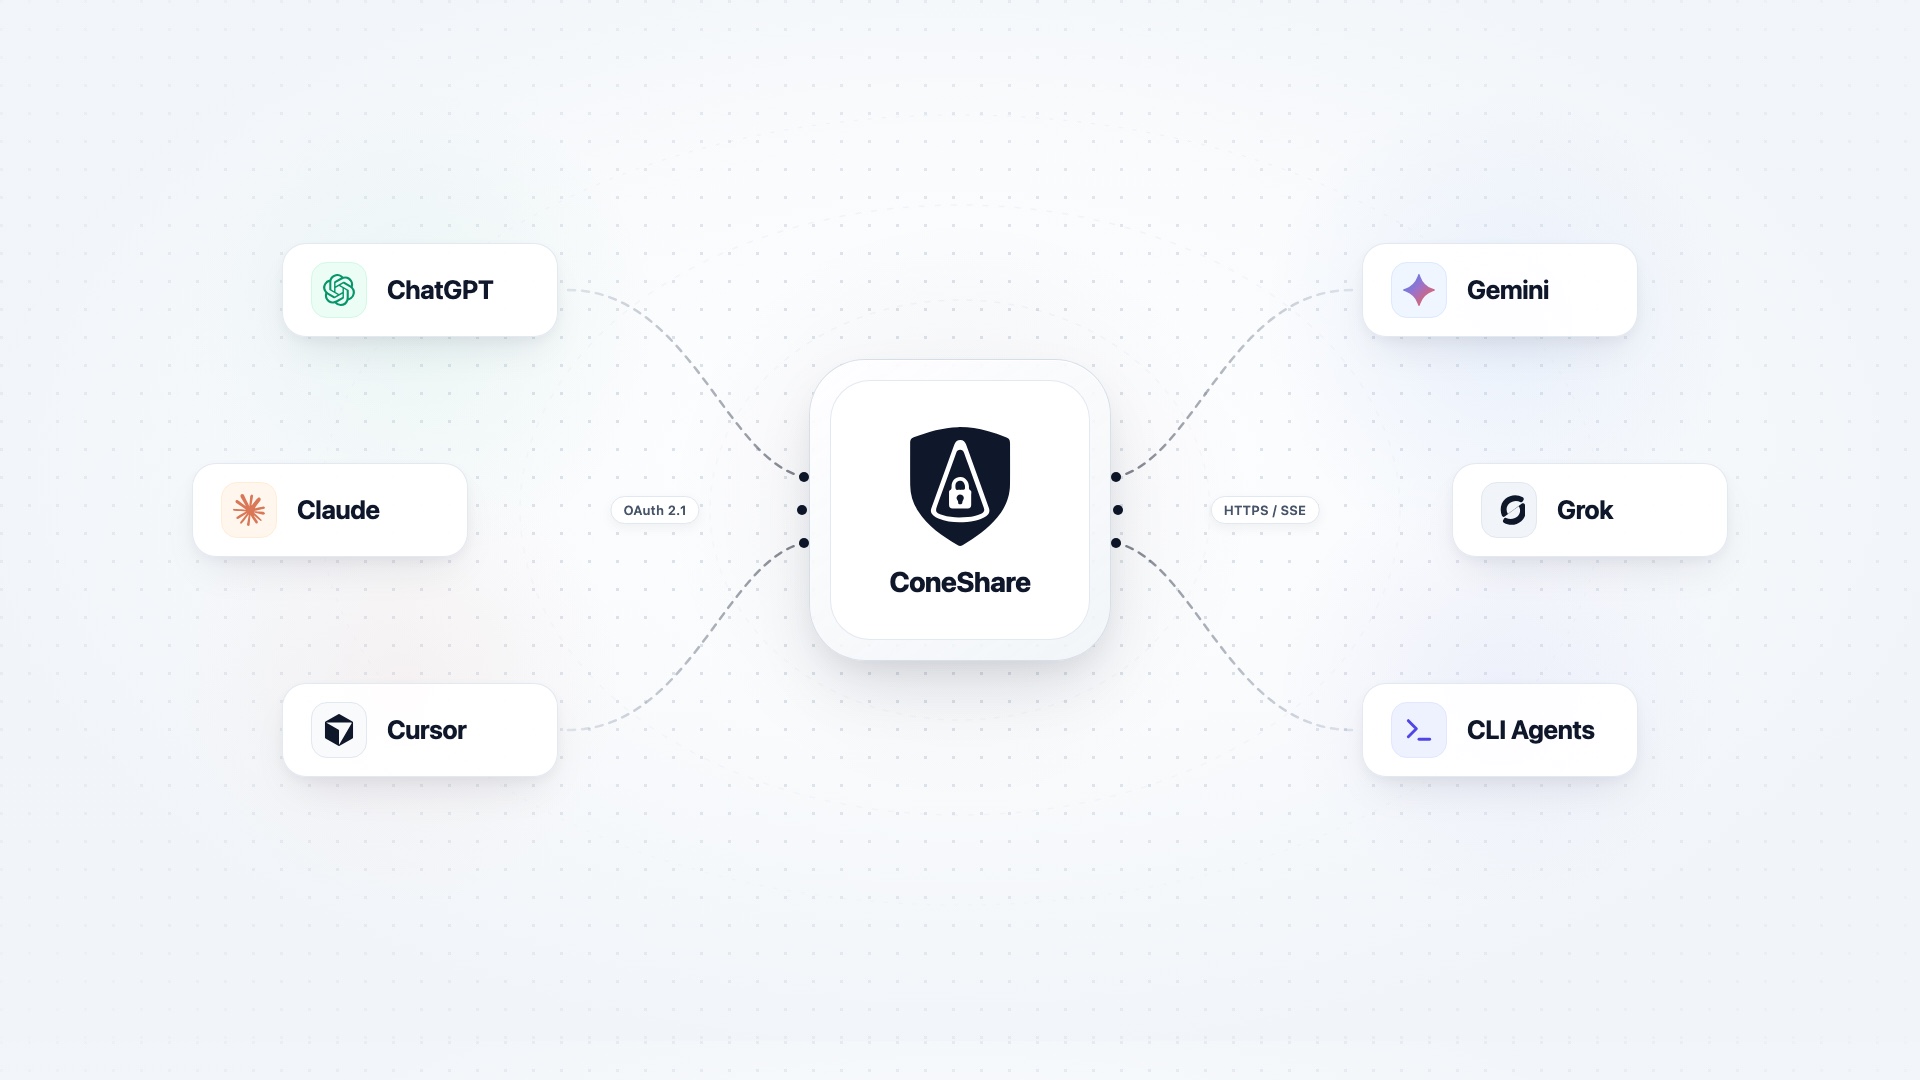 ChatGPT
Gemini
Claude
OAuth 2.1
HTTPS / SSE
Grok
ConeShare
Cursor
CLI Agents